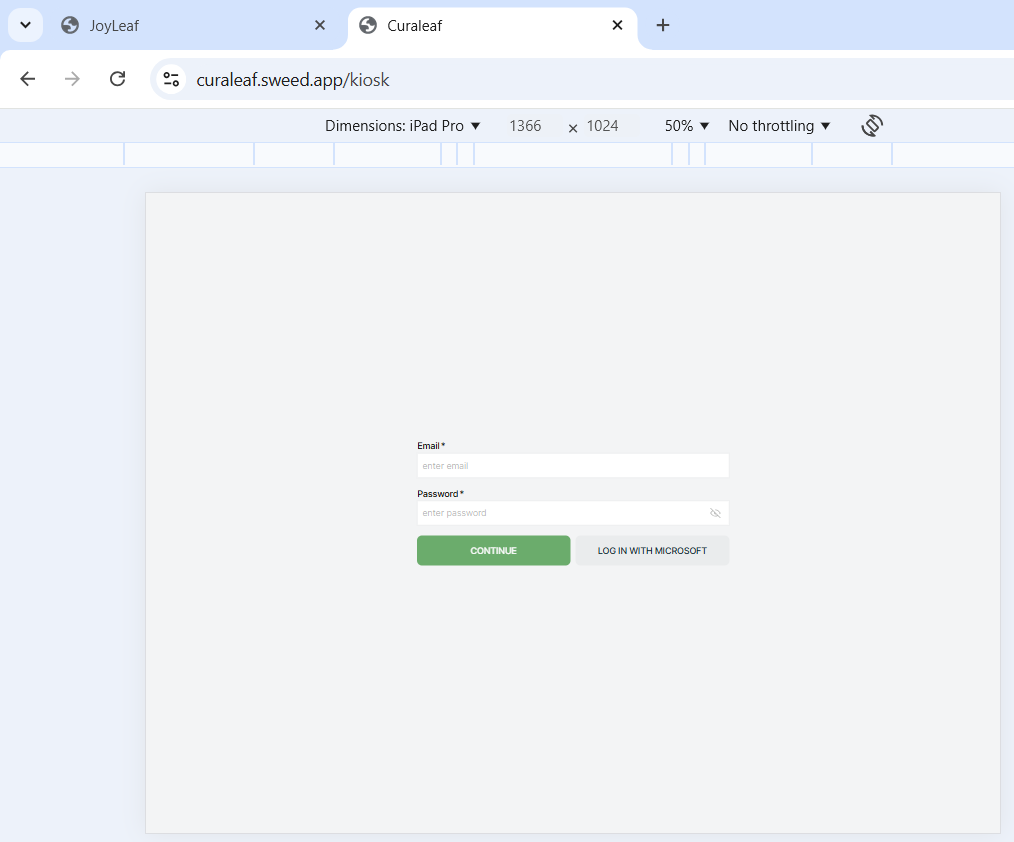 JoyLeaf
Curaleaf
curaleaf.sweed.app/kiosk
Dimensions: iPad Pro 1366 × 1024 50% No throttling
Email *
enter email
Password *
enter password
CONTINUE LOG IN WITH MICROSOFT